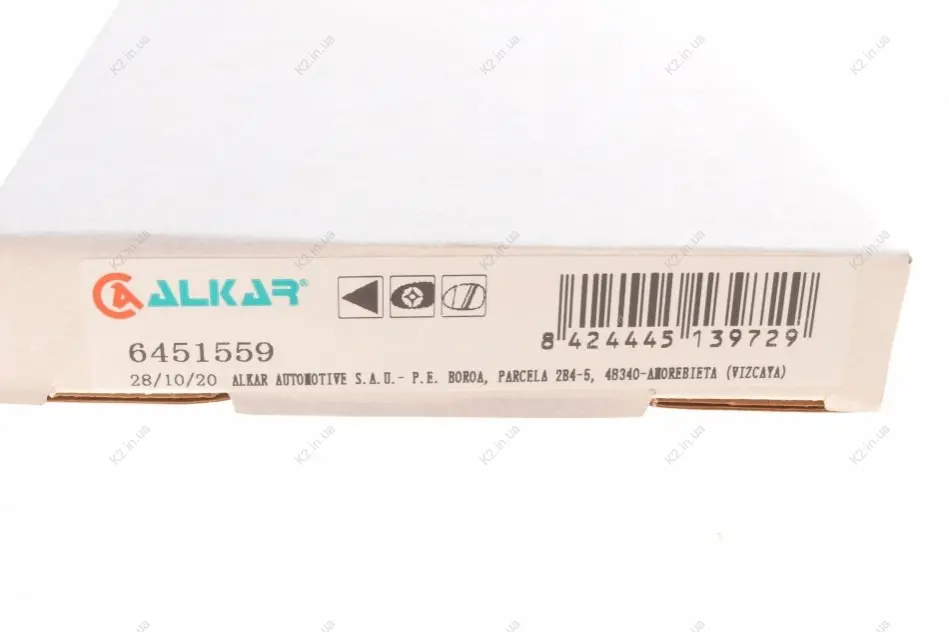 ALKAR®
8 424445 139729
6451559
28/10/20 ALKAR AUTOMOTIVE S.A.U.- P.E. BOROA, PARCELA 2B4-5, 48340-AMOREBIETA (VIZCAYA)
K2.in.ua